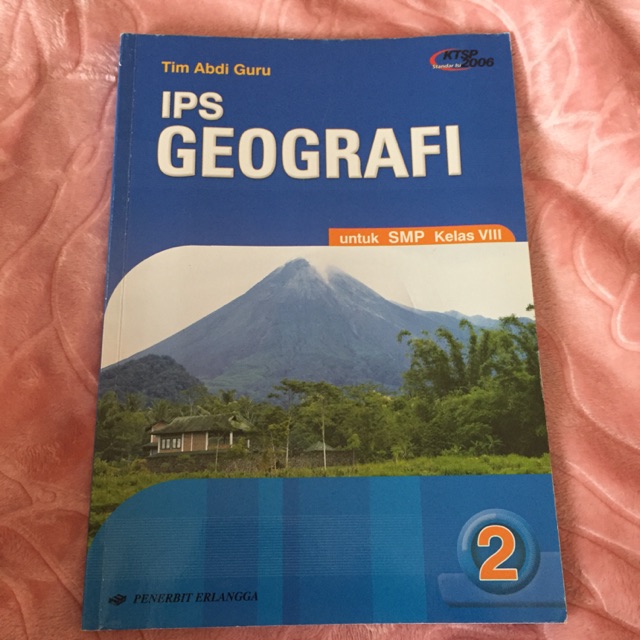 Tim Abdi Guru
KTSP
Standar Isi 2006
IPS
GEOGRAFI
untuk SMP Kelas VIII
2
PENERBIT ERLANGGA